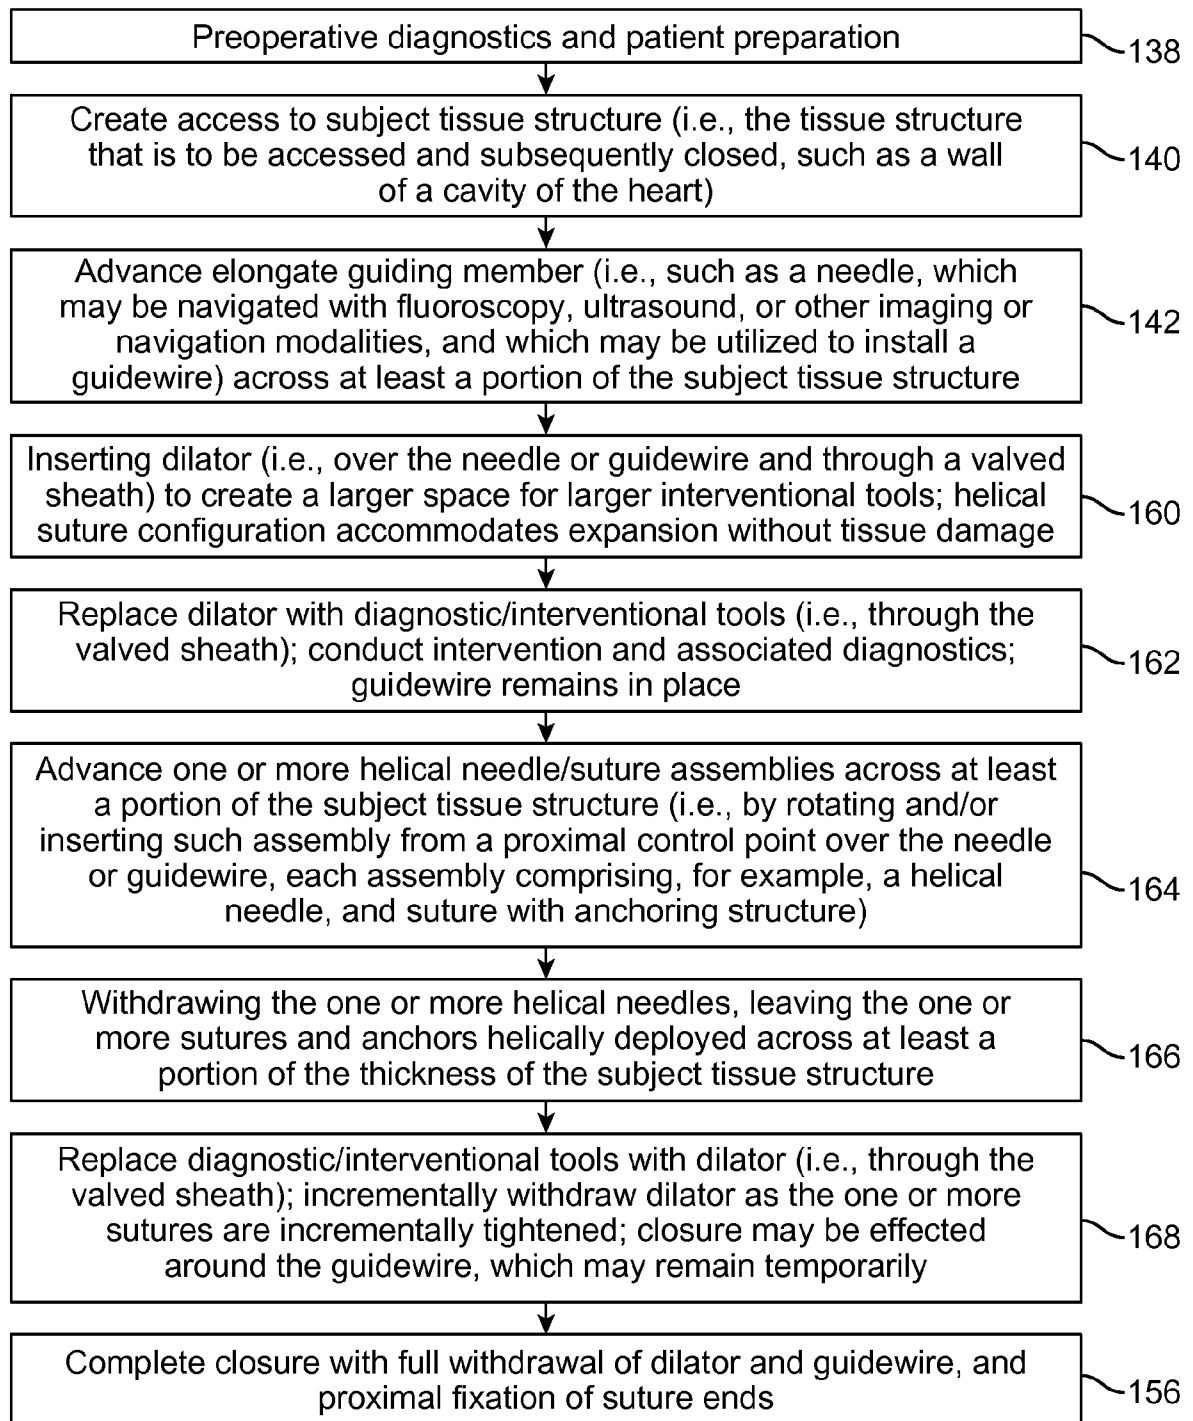 Preoperative diagnostics and patient preparation
138
Create access to subject tissue structure (i.e., the tissue structure
that is to be accessed and subsequently closed, such as a wall
of a cavity of the heart)
140
Advance elongate guiding member (i.e., such as a needle, which
may be navigated with fluoroscopy, ultrasound, or other imaging or
navigation modalities, and which may be utilized to install a
guidewire) across at least a portion of the subject tissue structure
142
Inserting dilator (i.e., over the needle or guidewire and through a valved
sheath) to create a larger space for larger interventional tools; helical
suture configuration accommodates expansion without tissue damage
160
Replace dilator with diagnostic/interventional tools (i.e., through the
valved sheath); conduct intervention and associated diagnostics;
guidewire remains in place
162
Advance one or more helical needle/suture assemblies across at least
a portion of the subject tissue structure (i.e., by rotating and/or
inserting such assembly from a proximal control point over the needle
or guidewire, each assembly comprising, for example, a helical
needle, and suture with anchoring structure)
164
Withdrawing the one or more helical needles, leaving the one or
more sutures and anchors helically deployed across at least a
portion of the thickness of the subject tissue structure
166
Replace diagnostic/interventional tools with dilator (i.e., through the
valved sheath); incrementally withdraw dilator as the one or more
sutures are incrementally tightened; closure may be effected
around the guidewire, which may remain temporarily
168
Complete closure with full withdrawal of dilator and guidewire, and
proximal fixation of suture ends
156